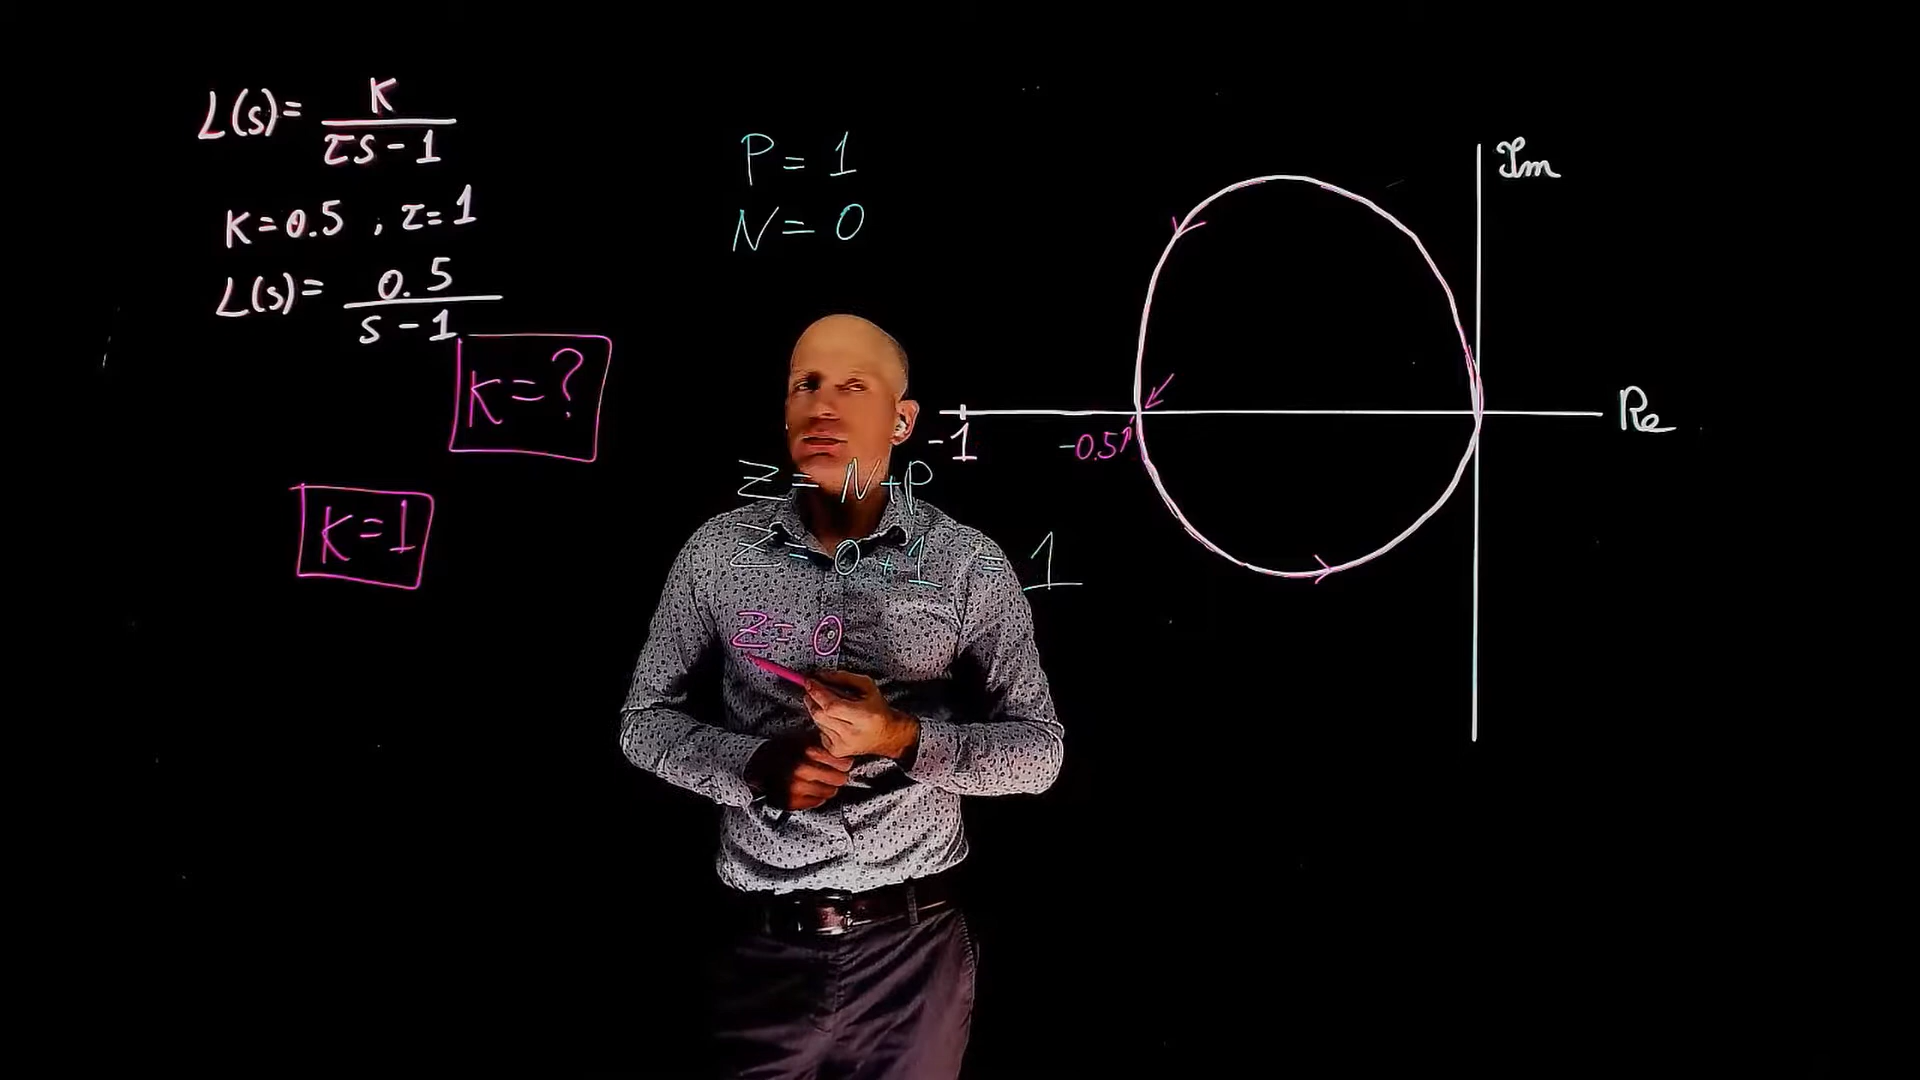 L(s) = K / (τs - 1)
K = 0.5 , τ = 1
L(s) = 0.5 / (s - 1)
K = ?
K = 1
P = 1
N = 0
Z = N + P
Z = 0 + 1 = 1
Z = 0
Im
Re
-1
-0.5